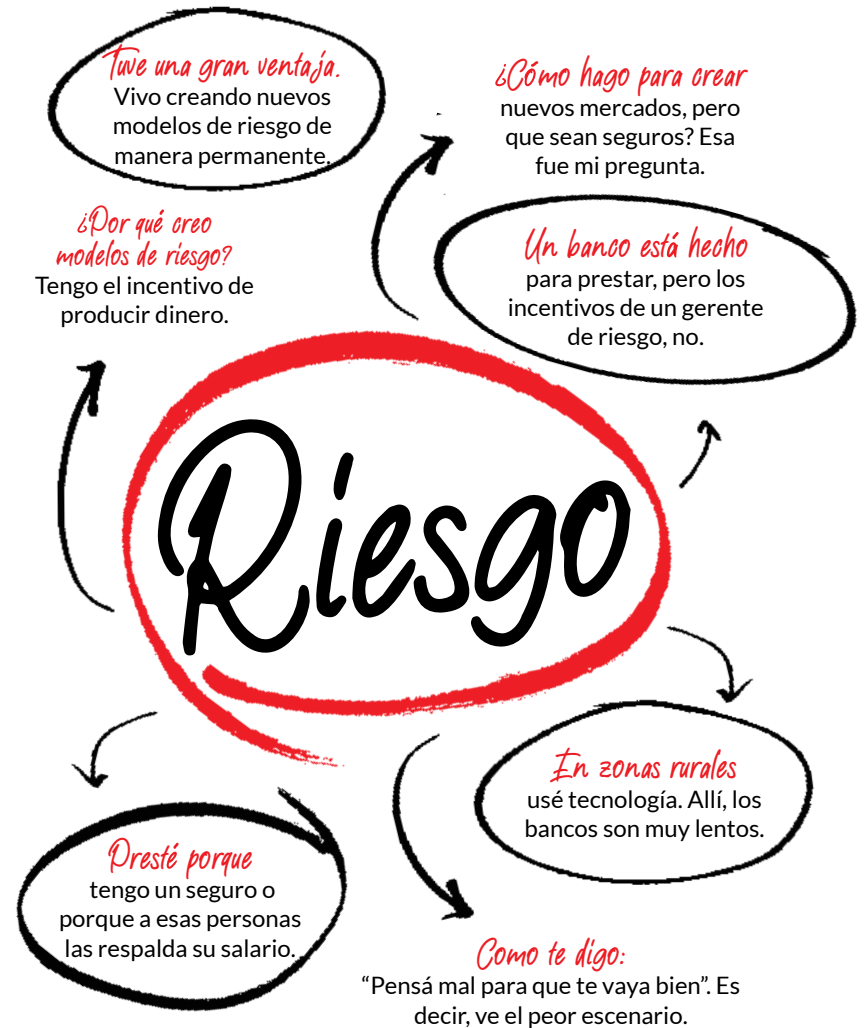 Tuve una gran ventaja.
Vivo creando nuevos
modelos de riesgo de
manera permanente.
¿Cómo hago para crear
nuevos mercados, pero
que sean seguros? Esa
fue mi pregunta.
¿Por qué creo
modelos de riesgo?
Tengo el incentivo de
producir dinero.
Un banco está hecho
para prestar, pero los
incentivos de un gerente
de riesgo, no.
Riesgo
En zonas rurales
usé tecnología. Allí, los
bancos son muy lentos.
Presté porque
tengo un seguro o
porque a esas personas
las respalda su salario.
Como te digo:
“Pensá mal para que te vaya bien”. Es
decir, ve el peor escenario.